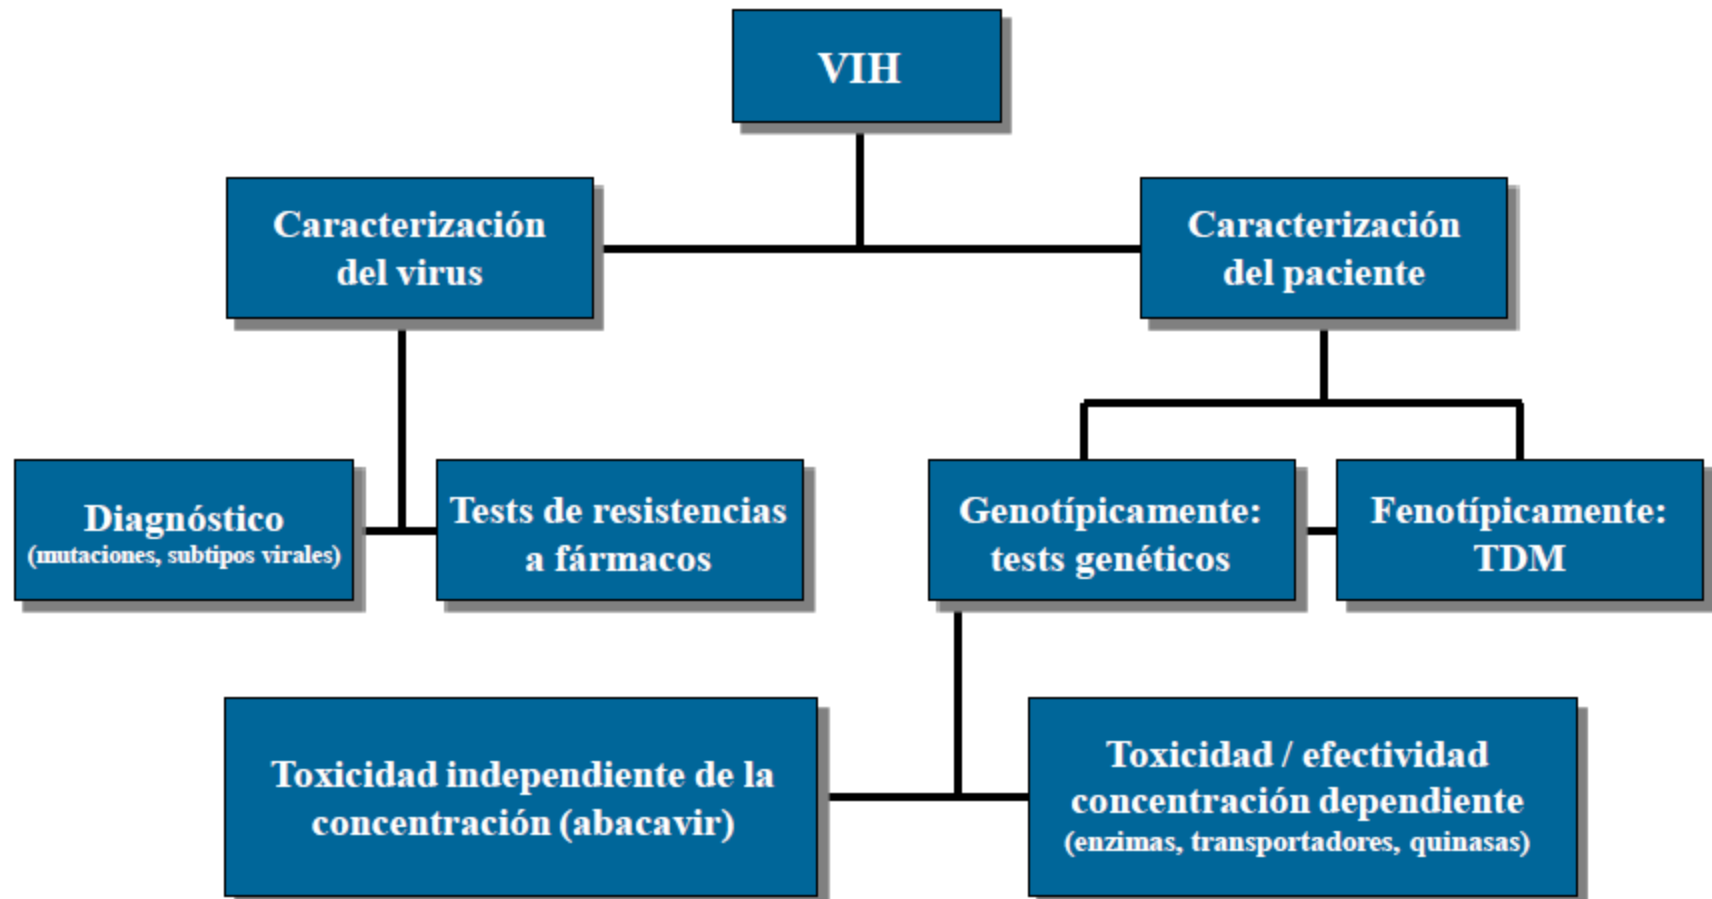 VIH
Caracterización
del virus
Caracterización
del paciente
Diagnóstico
(mutaciones, subtipos virales)
Tests de resistencias
a fármacos
Genotípicamente:
tests genéticos
Fenotípicamente:
TDM
Toxicidad independiente de la
concentración (abacavir)
Toxicidad / efectividad
concentración dependiente
(enzimas, transportadores, quinasas)